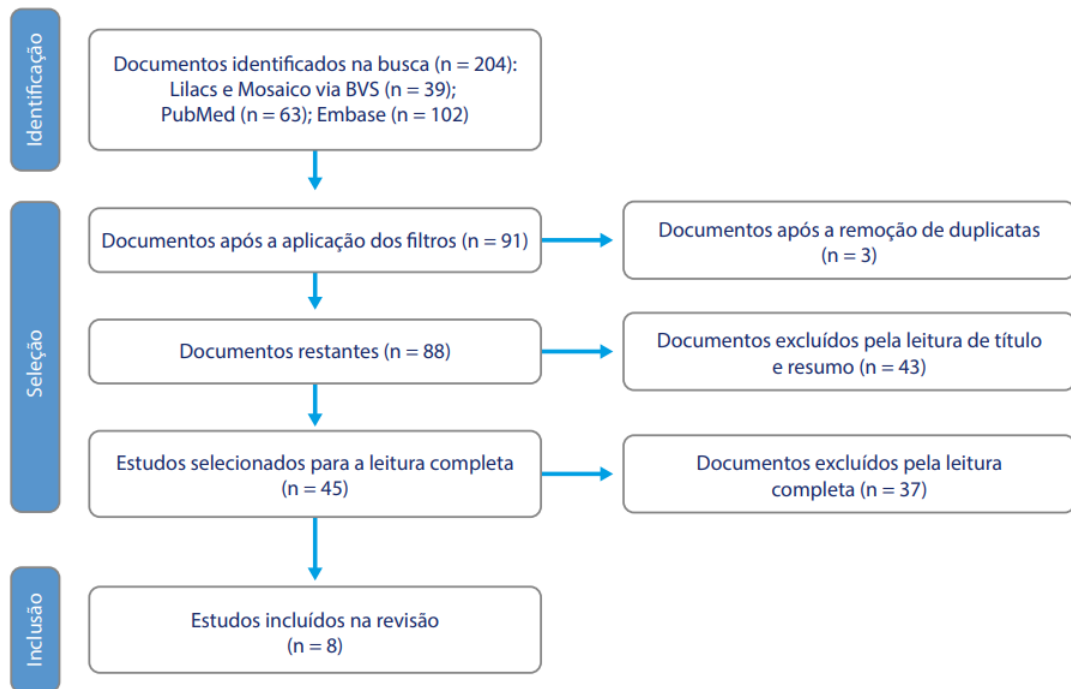 Identificação
Documentos identificados na busca (n = 204):
Lilacs e Mosaico via BVS (n = 39);
PubMed (n = 63); Embase (n = 102)
Seleção
Documentos após a aplicação dos filtros (n = 91)
Documentos após a remoção de duplicatas
(n = 3)
Documentos restantes (n = 88)
Documentos excluídos pela leitura de título
e resumo (n = 43)
Estudos selecionados para a leitura completa
(n = 45)
Documentos excluídos pela leitura
completa (n = 37)
Inclusão
Estudos incluídos na revisão
(n = 8)